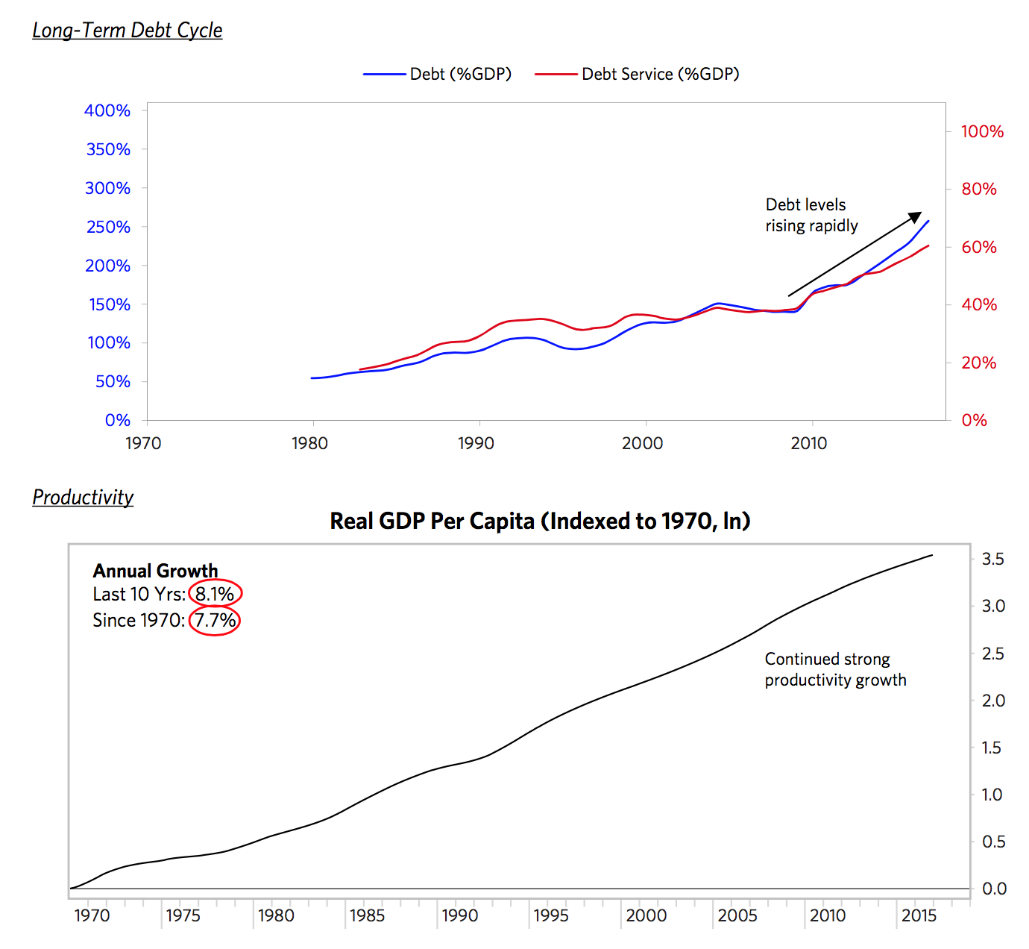 Long-Term Debt Cycle
Debt (%GDP) Debt Service (%GDP)
400%
350%
300%
250%
200%
150%
100%
50%
0%
100%
80%
60%
40%
20%
0%
Debt levels
rising rapidly
1970 1980 1990 2000 2010
Productivity
Real GDP Per Capita (Indexed to 1970, ln)
Annual Growth
Last 10 Yrs: 8.1%
Since 1970: 7.7%
Continued strong
productivity growth
3.5
3.0
2.5
2.0
1.5
1.0
0.5
0.0
1970 1975 1980 1985 1990 1995 2000 2005 2010 2015